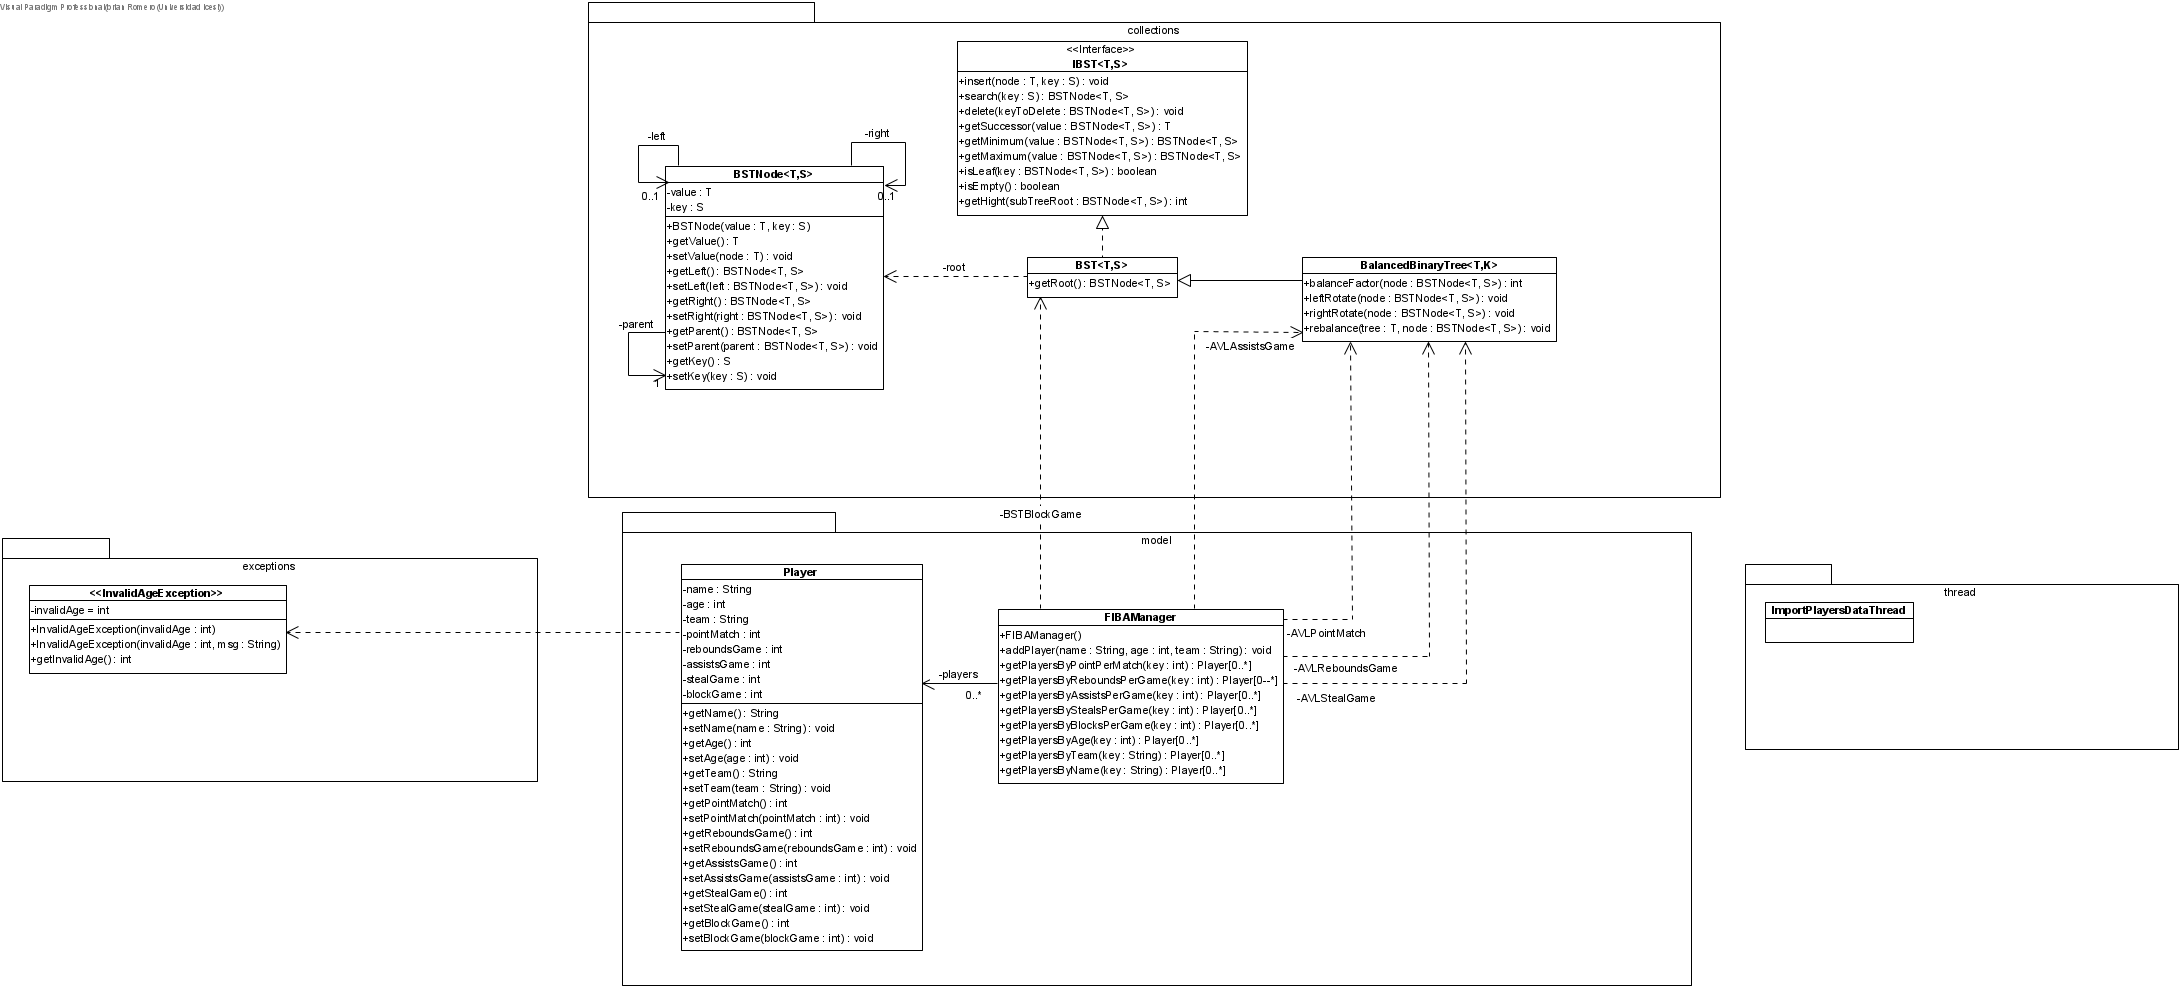 Visual Paradigm Professional(brian Romero(Universidad Icesi))
collections
<<Interface>>
IBST<T,S>
+insert(node : T, key : S) : void
+search(key : S) : BSTNode<T, S>
+delete(keyToDelete : BSTNode<T, S>) : void
+getSuccessor(value : BSTNode<T, S>) : T
+getMinimum(value : BSTNode<T, S>) : BSTNode<T, S>
+getMaximum(value : BSTNode<T, S>) : BSTNode<T, S>
+isLeaf(key : BSTNode<T, S>) : boolean
+isEmpty() : boolean
+getHight(subTreeRoot : BSTNode<T, S>) : int
-left
-right
0..1
0..1
BSTNode<T,S>
-value : T
-key : S
+BSTNode(value : T, key : S)
+getValue() : T
+setValue(node : T) : void
+getLeft() : BSTNode<T, S>
+setLeft(left : BSTNode<T, S>) : void
+getRight() : BSTNode<T, S>
+setRight(right : BSTNode<T, S>) : void
+getParent() : BSTNode<T, S>
+setParent(parent : BSTNode<T, S>) : void
+getKey() : S
+setKey(key : S) : void
-parent
1
-root
BST<T,S>
+getRoot() : BSTNode<T, S>
BalancedBinaryTree<T,K>
+balanceFactor(node : BSTNode<T, S>) : int
+leftRotate(node : BSTNode<T, S>) : void
+rightRotate(node : BSTNode<T, S>) : void
+rebalance(tree : T, node : BSTNode<T, S>) : void
-AVLAssistsGame
-BSTBlockGame
model
exceptions
<<InvalidAgeException>>
-invalidAge = int
+InvalidAgeException(invalidAge : int)
+InvalidAgeException(invalidAge : int, msg : String)
+getInvalidAge() : int
Player
-name : String
-age : int
-team : String
-pointMatch : int
-reboundsGame : int
-assistsGame : int
-stealGame : int
-blockGame : int
+getName() : String
+setName(name : String) : void
+getAge() : int
+setAge(age : int) : void
+getTeam() : String
+setTeam(team : String) : void
+getPointMatch() : int
+setPointMatch(pointMatch : int) : void
+getReboundsGame() : int
+setReboundsGame(reboundsGame : int) : void
+getAssistsGame() : int
+setAssistsGame(assistsGame : int) : void
+getStealGame() : int
+setStealGame(stealGame : int) : void
+getBlockGame() : int
+setBlockGame(blockGame : int) : void
-players
0..*
FIBAManager
+FIBAManager()
+addPlayer(name : String, age : int, team : String) : void
+getPlayersByPointPerMatch(key : int) : Player[0..*]
+getPlayersByReboundsPerGame(key : int) : Player[0--*]
+getPlayersByAssistsPerGame(key : int) : Player[0..*]
+getPlayersByStealsPerGame(key : int) : Player[0..*]
+getPlayersByBlocksPerGame(key : int) : Player[0..*]
+getPlayersByAge(key : int) : Player[0..*]
+getPlayersByTeam(key : String) : Player[0..*]
+getPlayersByName(key : String) : Player[0..*]
-AVLPointMatch
-AVLReboundsGame
-AVLStealGame
thread
ImportPlayersDataThread